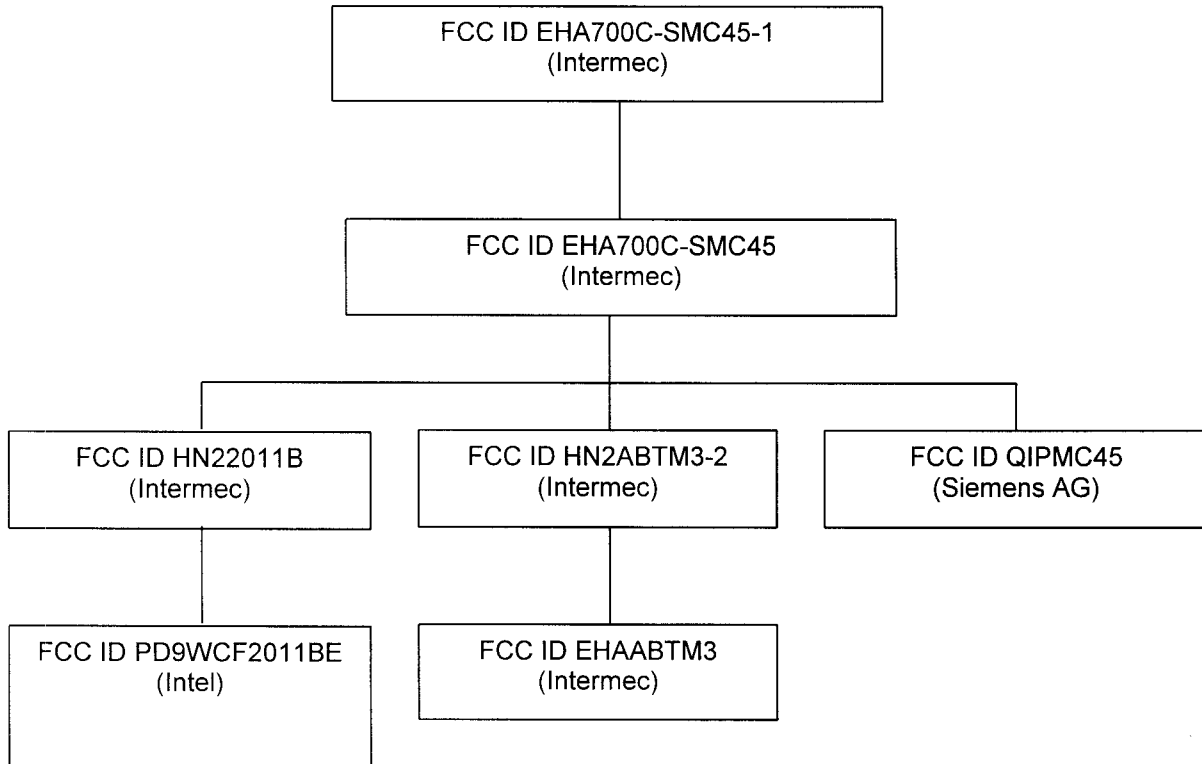 FCC ID EHA700C-SMC45-1
(Intermec)
FCC ID EHA700C-SMC45
(Intermec)
FCC ID HN22011B
(Intermec)
FCC ID HN2ABTM3-2
(Intermec)
FCC ID QIPMC45
(Siemens AG)
FCC ID PD9WCF2011BE
(Intel)
FCC ID EHAABTM3
(Intermec)